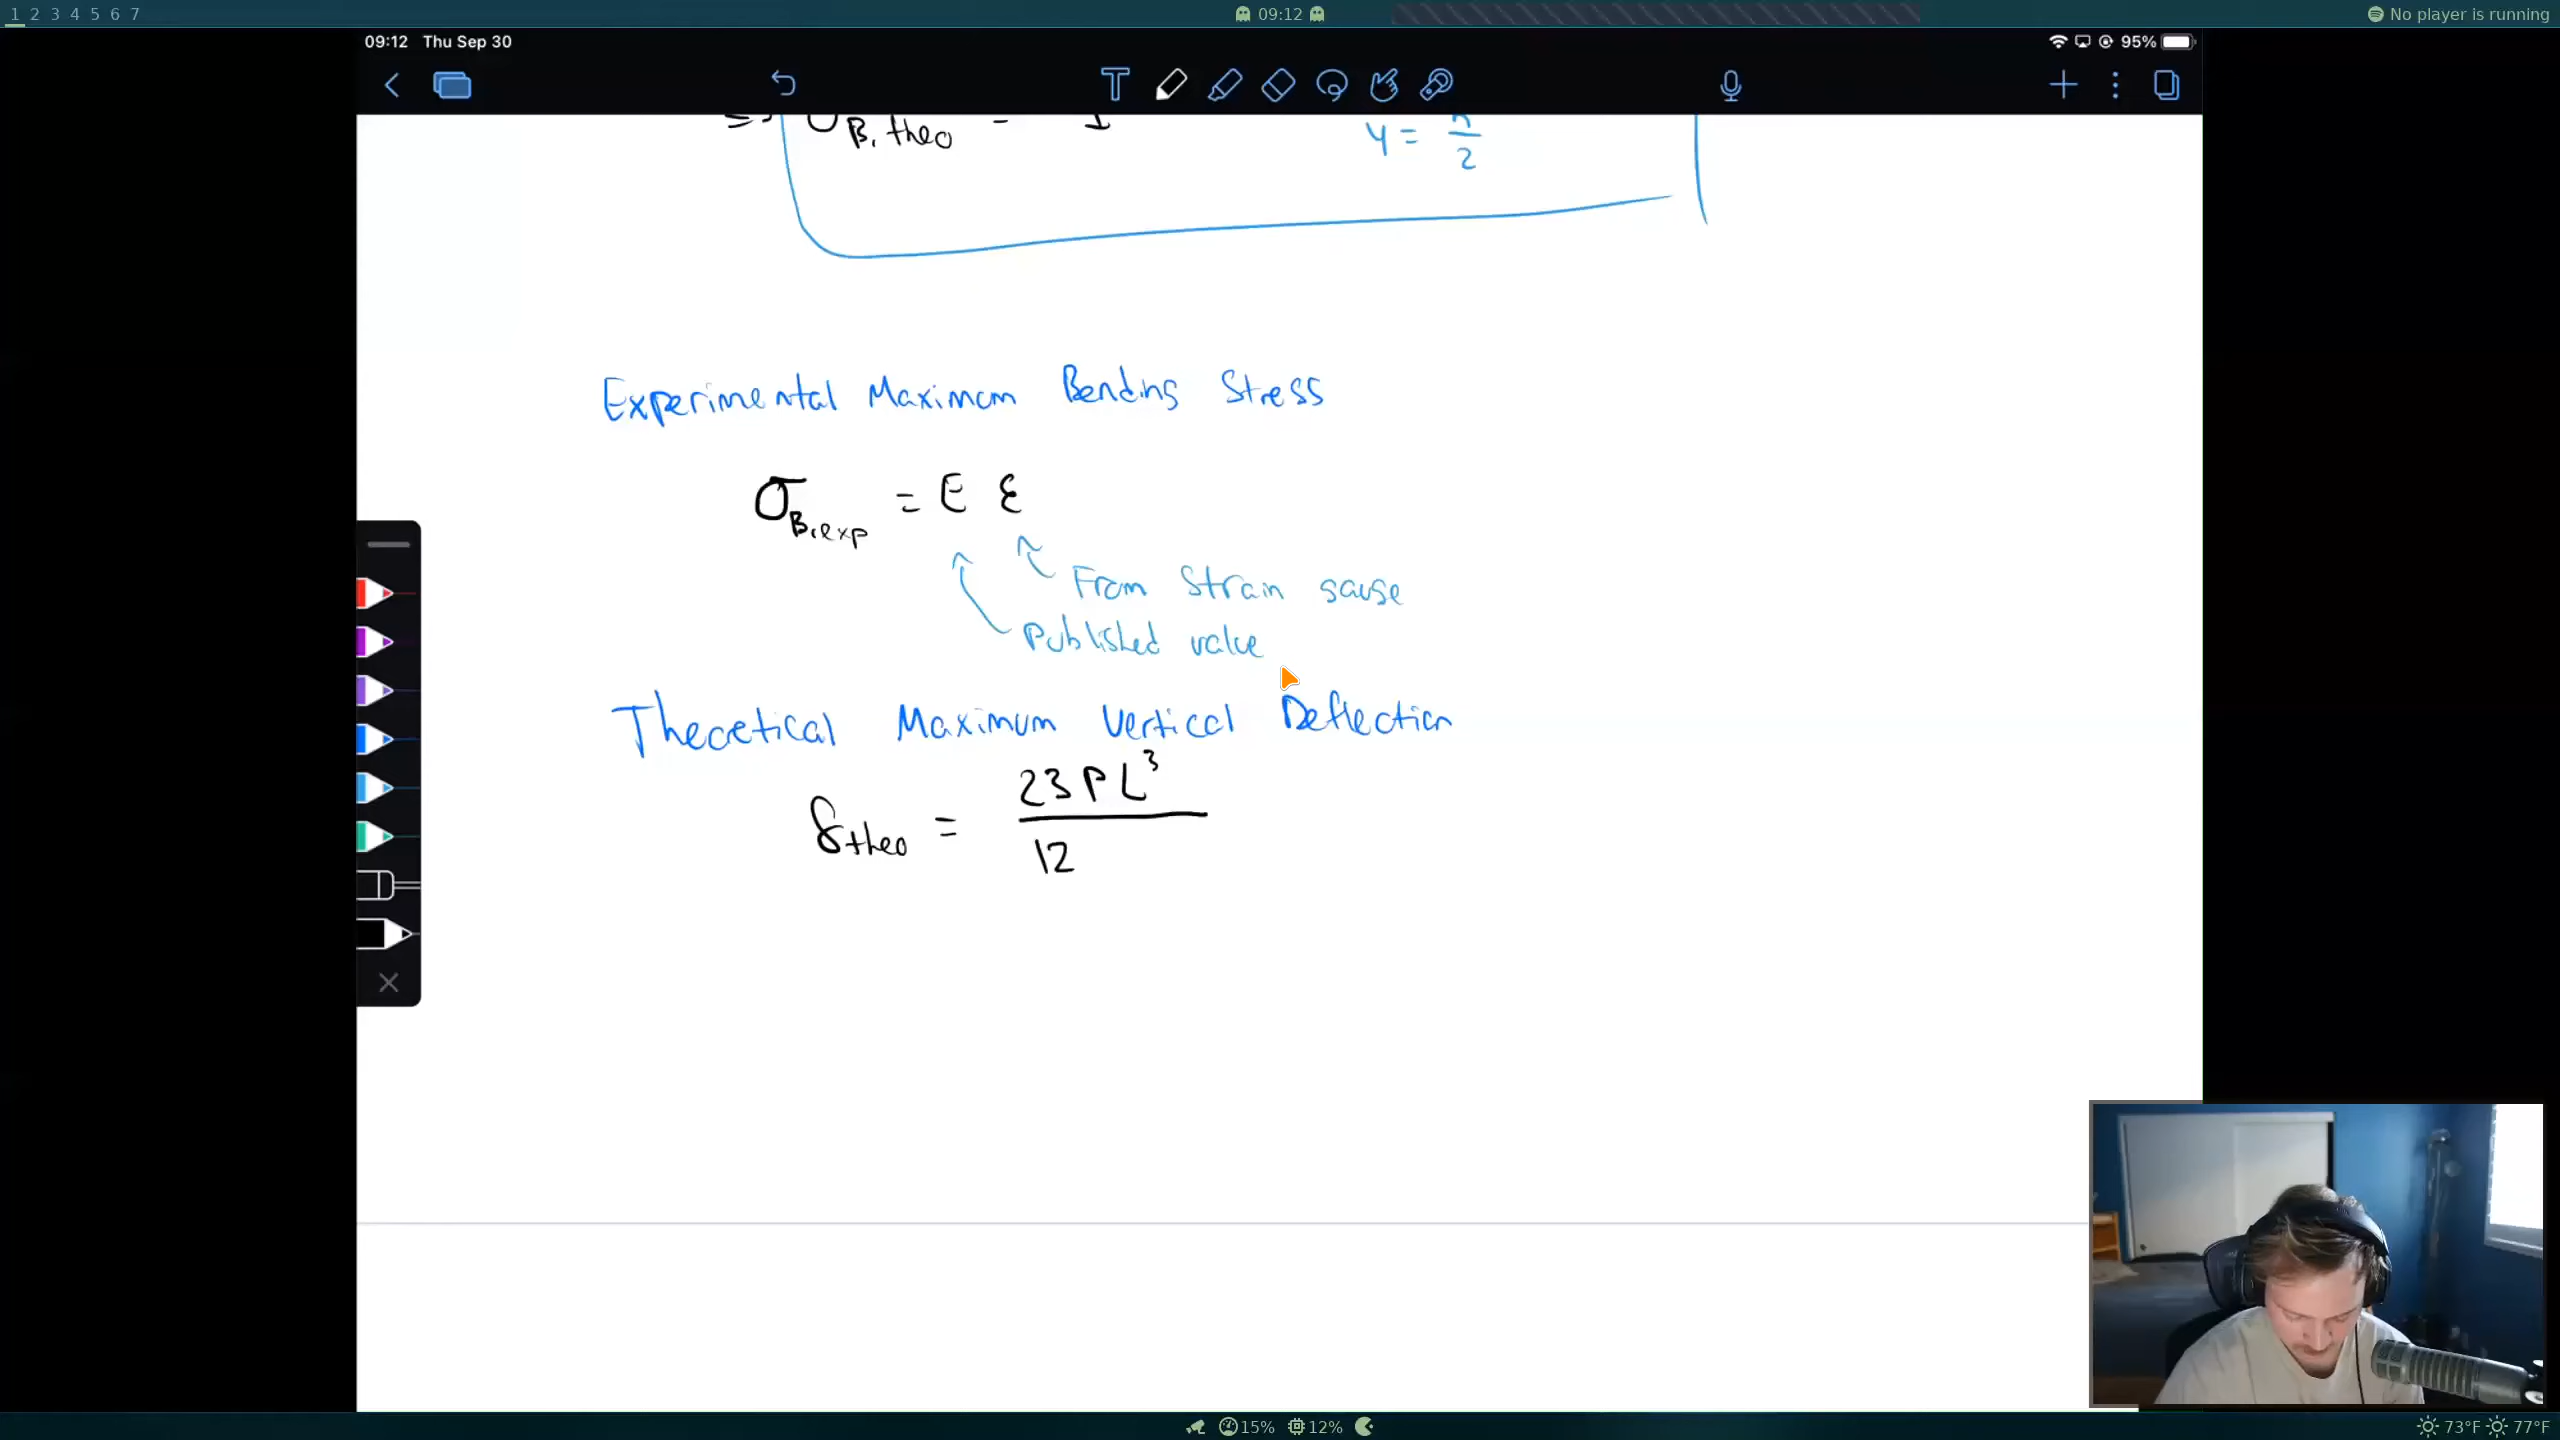 1 2 3 4 5 6 7
09:12
No player is running
09:12 Thu Sep 30
95%
=> σB, theo = I
y = h/2
Experimental Maximum Bending Stress
σB,exp = E ε
From Strain gauge
Published value
Theoretical Maximum Vertical Deflection
23PL³
δtheo =
12
15% 12%
73°F 77°F